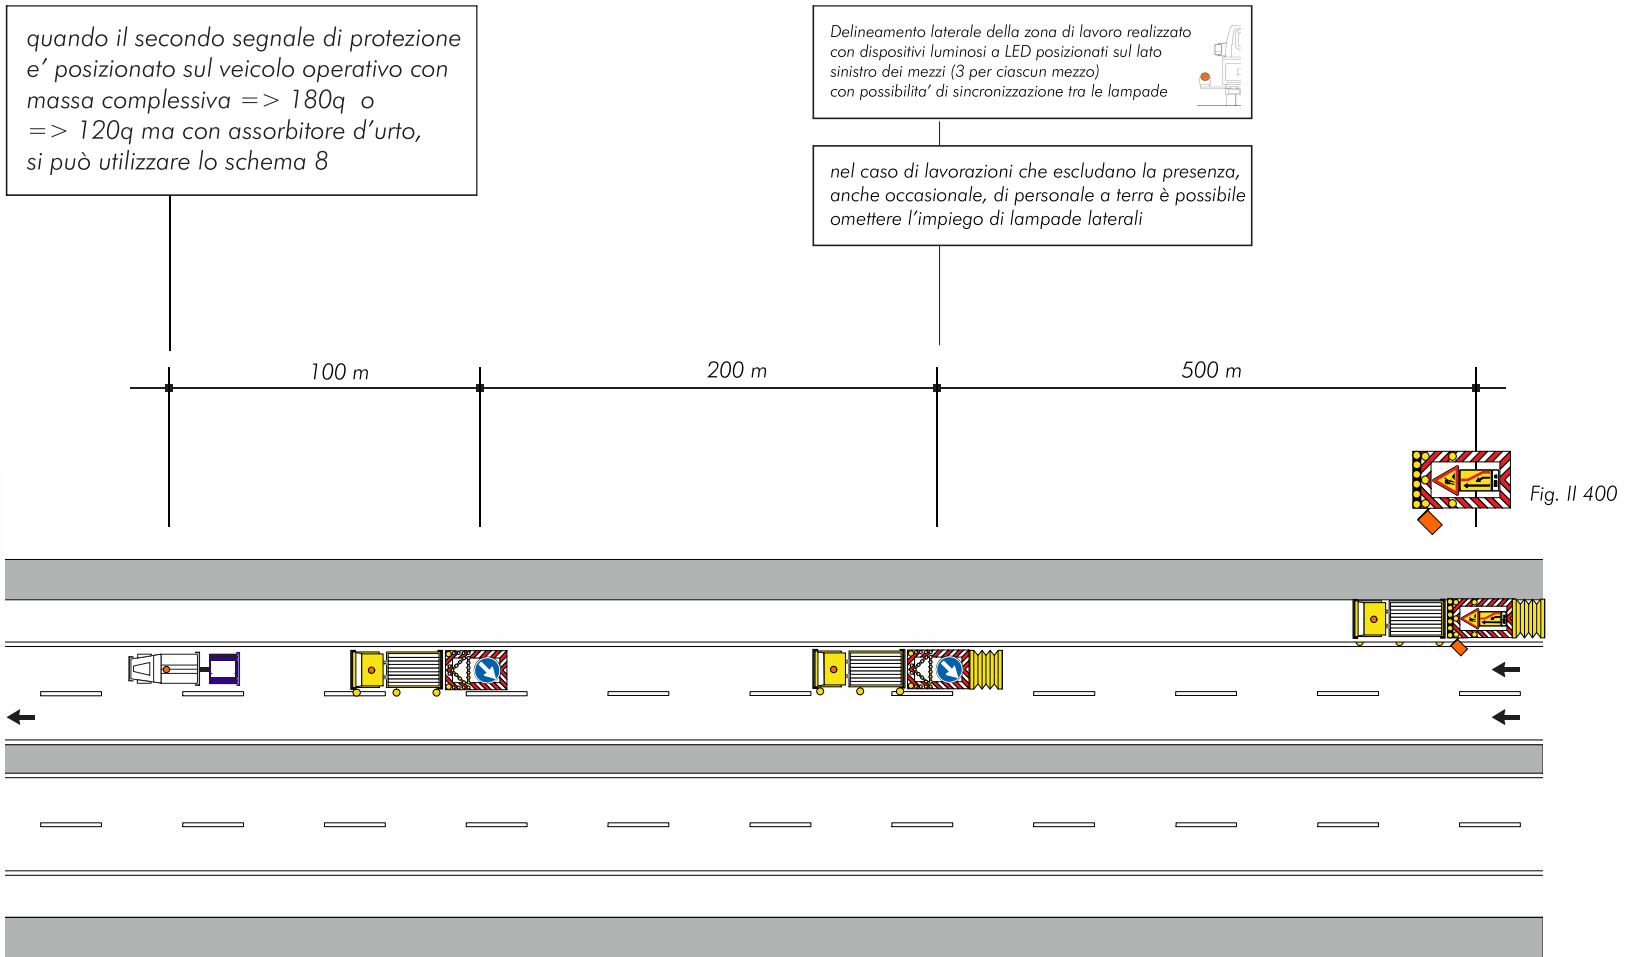 quando il secondo segnale di protezione
e' posizionato sul veicolo operativo con
massa complessiva => 180q o
=> 120q ma con assorbitore d'urto,
si può utilizzare lo schema 8
Delineamento laterale della zona di lavoro realizzato
con dispositivi luminosi a LED posizionati sul lato
sinistro dei mezzi (3 per ciascun mezzo)
con possibilita' di sincronizzazione tra le lampade
nel caso di lavorazioni che escludano la presenza,
anche occasionale, di personale a terra è possibile
omettere l'impiego di lampade laterali
100 m
200 m
500 m
Fig. II 400